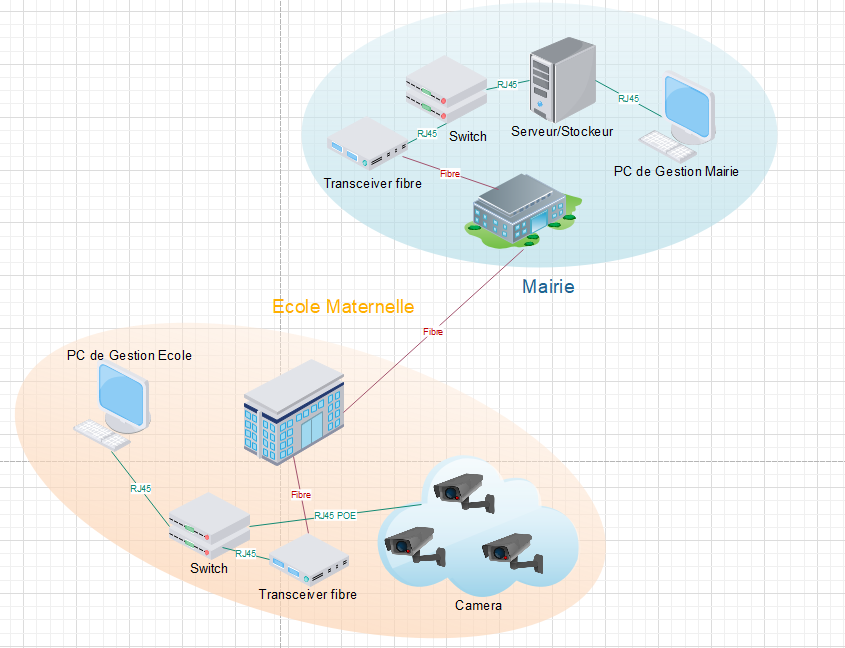 RJ45
RJ45
Serveur/Stockeur
RJ45
Switch
PC de Gestion Mairie
Fibre
Transceiver fibre
Mairie
Ecole Maternelle
Fibre
PC de Gestion Ecole
RJ45
Fibre
RJ45 POE
RJ45
Switch
Transceiver fibre
Camera